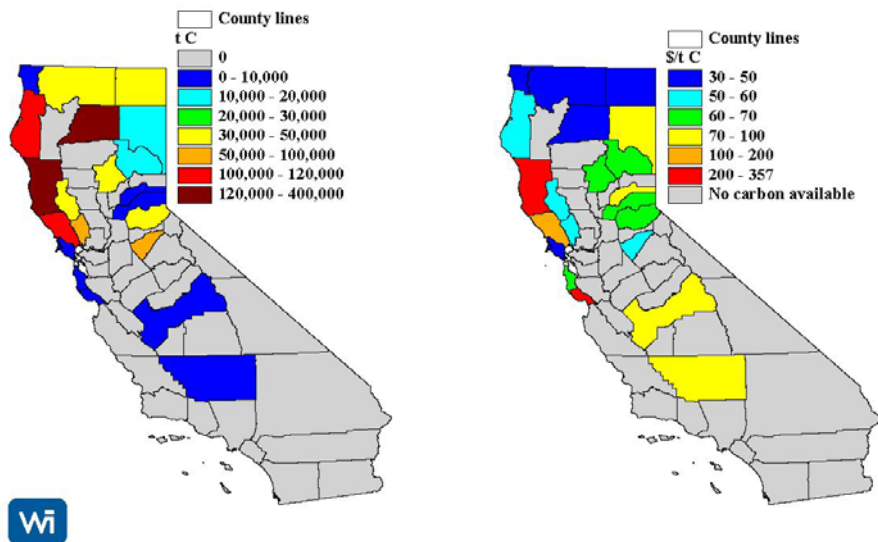 County lines
t C
0
0 - 10,000
10,000 - 20,000
20,000 - 30,000
30,000 - 50,000
50,000 - 100,000
100,000 - 120,000
120,000 - 400,000
County lines
$/t C
30 - 50
50 - 60
60 - 70
70 - 100
100 - 200
200 - 357
No carbon available
Wi